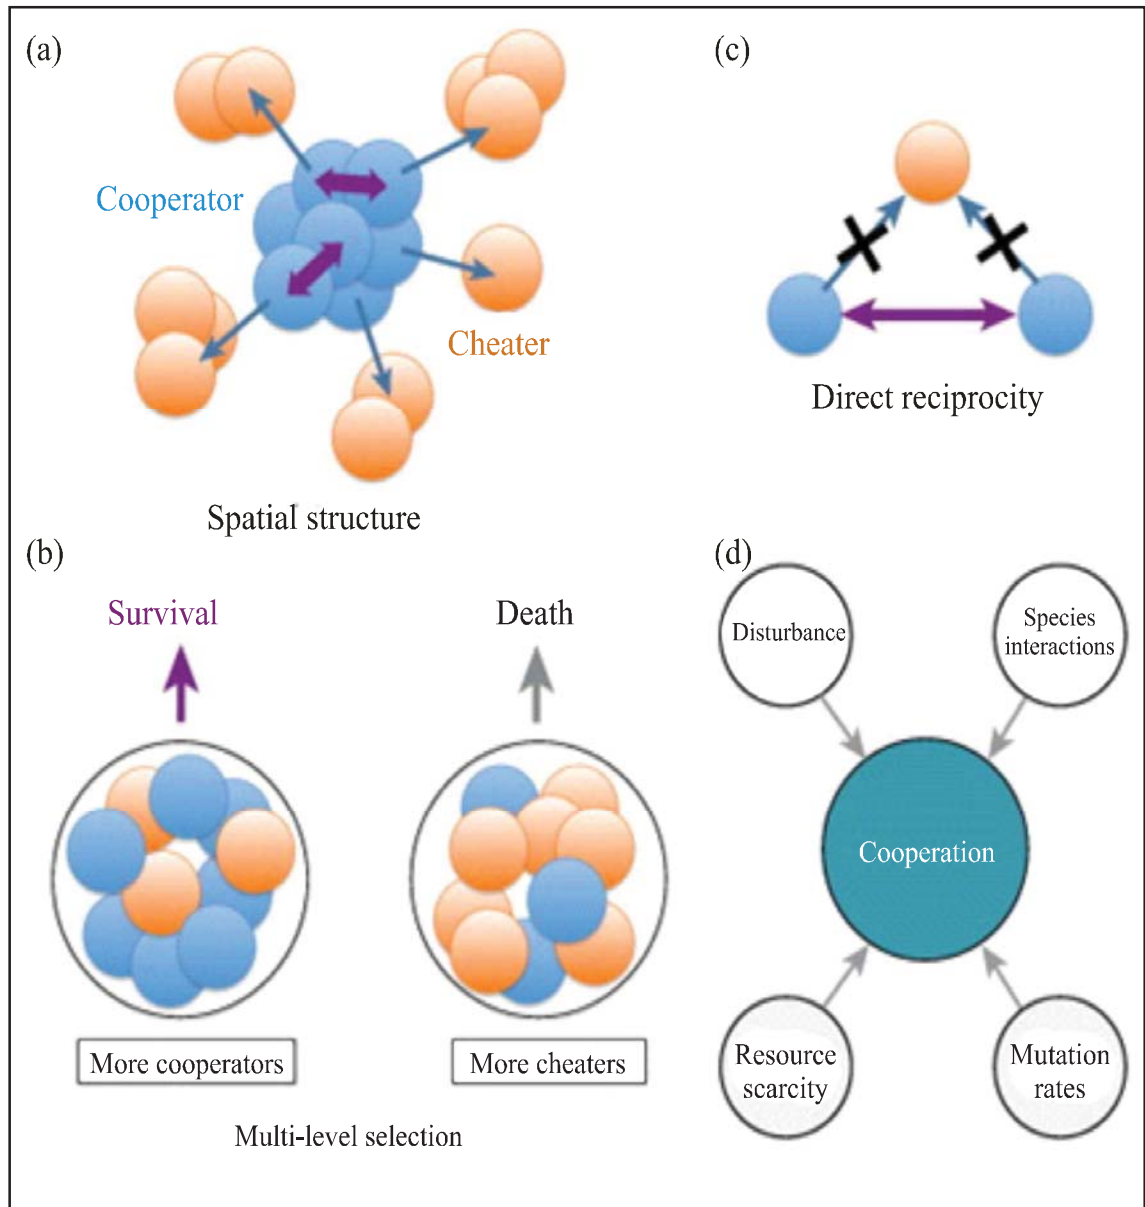 (a)
Cooperator
Cheater
Spatial structure
(c)
Direct reciprocity
(b)
Survival
Death
More cooperators
More cheaters
Multi-level selection
(d)
Disturbance
Species
interactions
Cooperation
Resource
scarcity
Mutation
rates